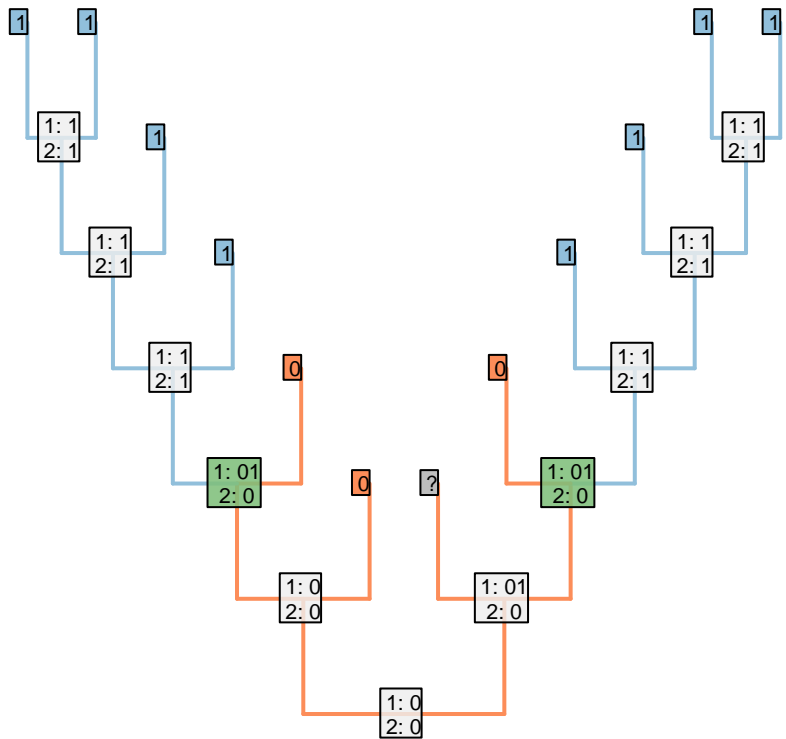 1 1 1 1
1: 1 1: 1
2: 1 2: 1
1 1
1: 1 1: 1
2: 1 2: 1
1 1
1: 1 1: 1
2: 1 2: 1
0 0
1: 01 1: 01
2: 0 2: 0
0 ?
1: 0 1: 01
2: 0 2: 0
1: 0
2: 0